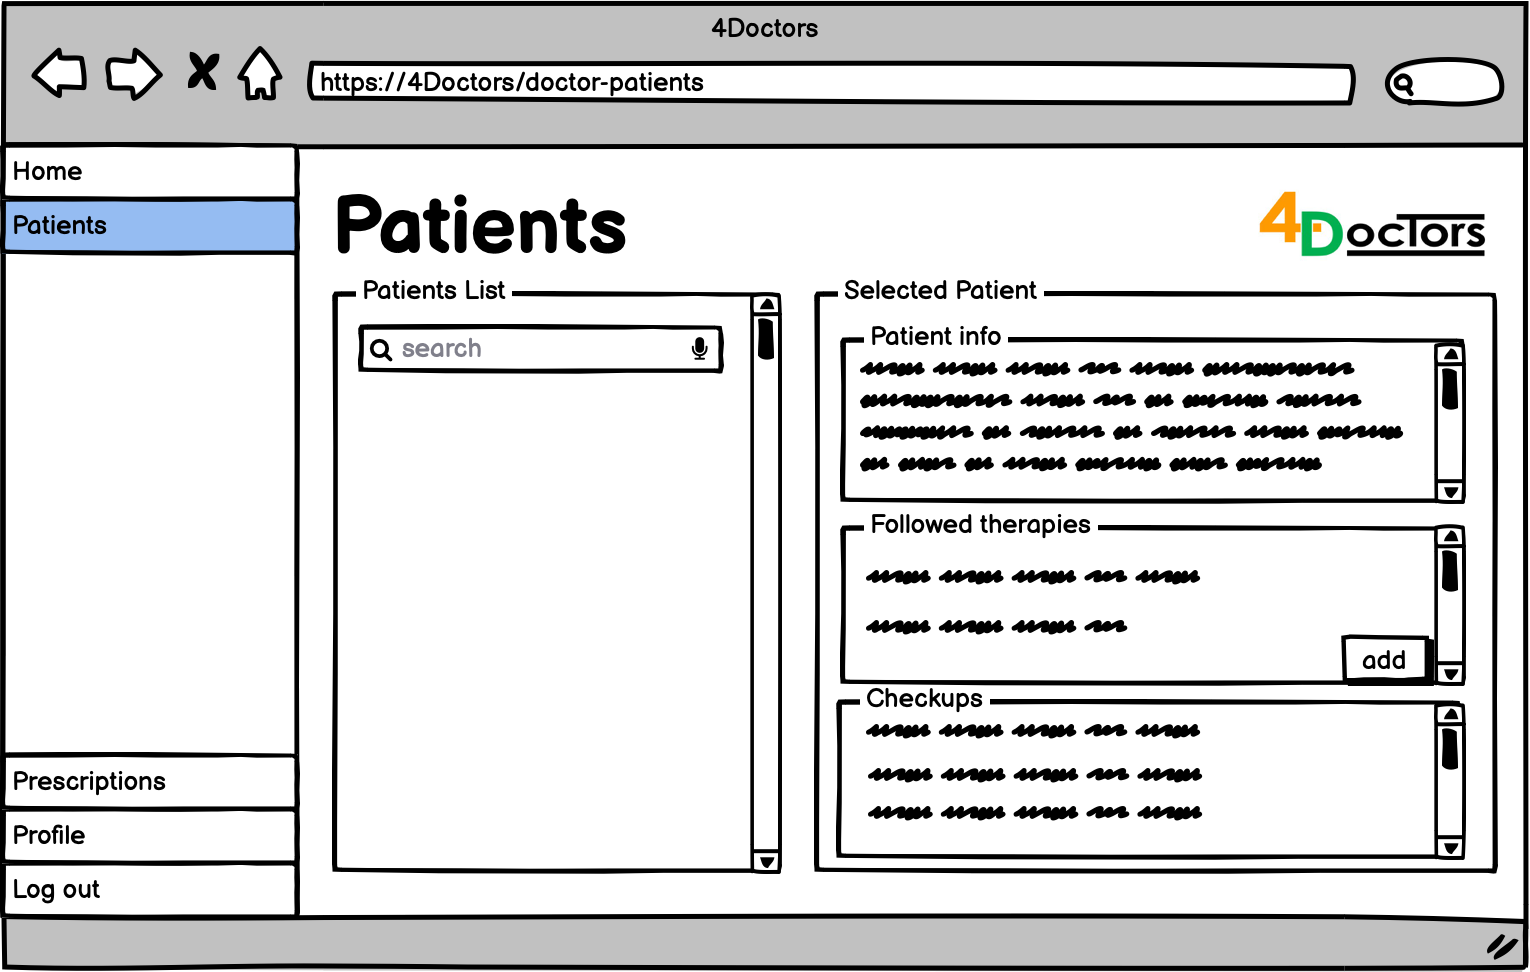 4Doctors
https://4Doctors/doctor-patients
Home
Patients
Prescriptions
Profile
Log out
Patients
4Doctors
Patients List
search
Selected Patient
Patient info
Followed therapies
add
Checkups